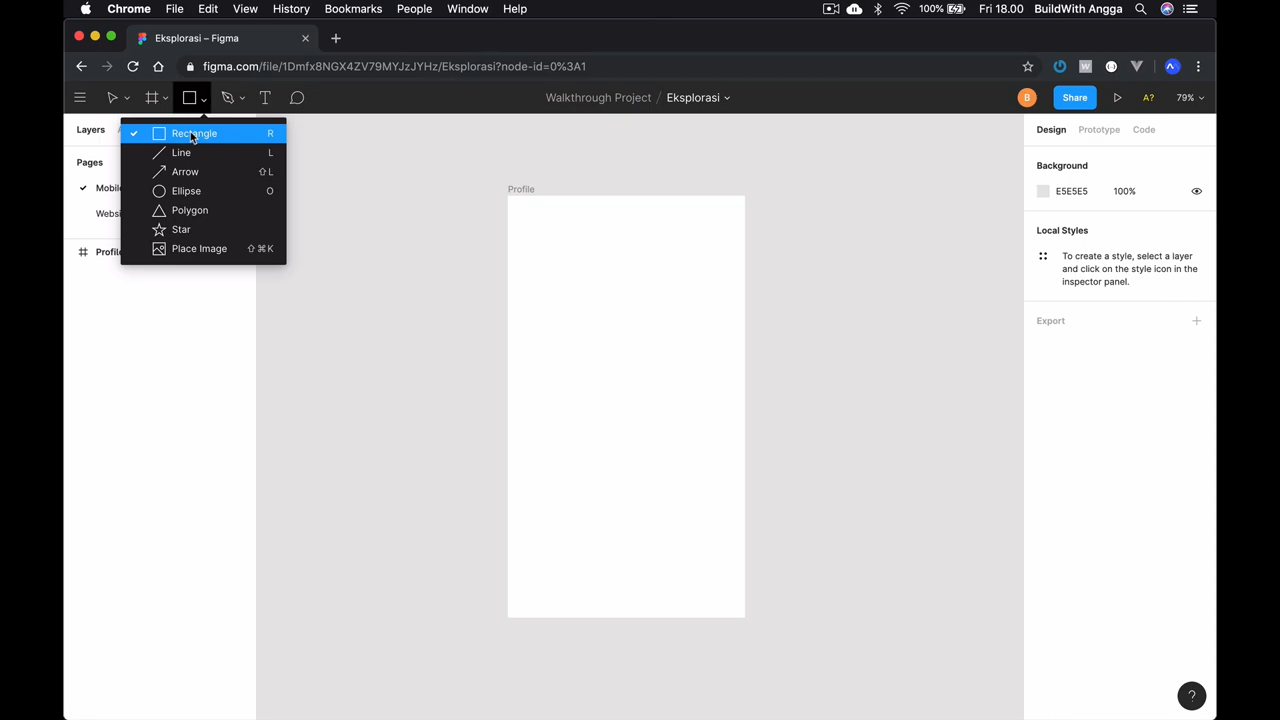 Chrome File Edit View History Bookmarks People Window Help 100% Fri 18.00 BuildWith Angga
Eksplorasi – Figma
figma.com/file/1Dmfx8NGX4ZV79MYJzJYHz/Eksplorasi?node-id=0%3A1
T Walkthrough Project / Eksplorasi B Share A? 79%
Layers
Pages
Mobile
Websi
Profile
Rectangle R
Line L
Arrow ⇧L
Ellipse O
Polygon
Star
Place Image ⇧⌘K
Profile
Design Prototype Code
Background
E5E5E5 100%
Local Styles
To create a style, select a layer
and click on the style icon in the
inspector panel.
Export
?